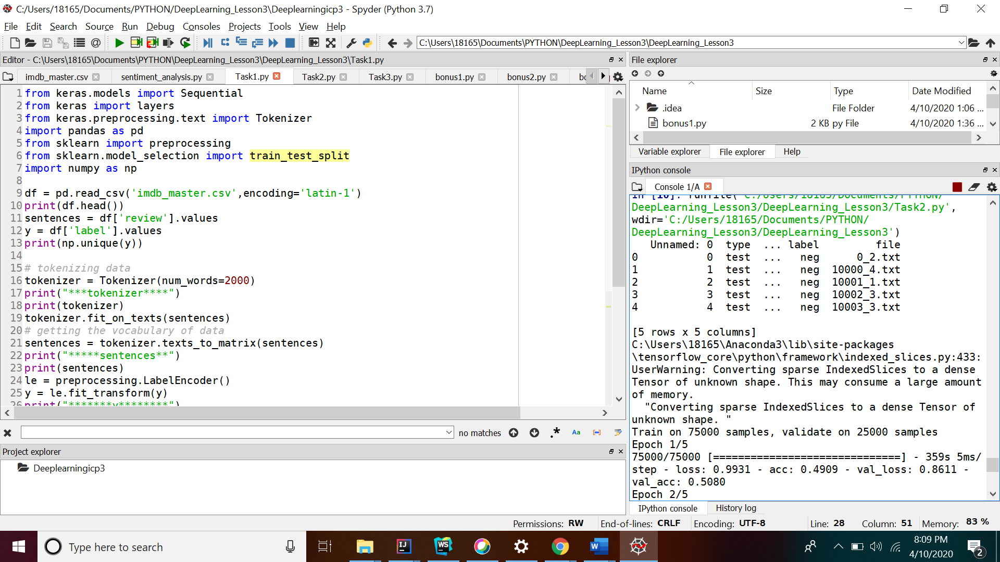 C:/Users/18165/Documents/PYTHON/DeepLearning_Lesson3\Deeplearningicp3 - Spyder (Python 3.7)
File Edit Search Source Run Debug Consoles Projects Tools View Help
C:\Users\18165\Documents\PYTHON\DeepLearning_Lesson3\DeepLearning_Lesson3
Editor - C:\Users\18165\Documents\PYTHON\DeepLearning_Lesson3\DeepLearning_Lesson3\Task1.py
imdb_master.csv sentiment_analysis.py Task1.py Task2.py Task3.py bonus1.py bonus2.py
1 from keras.models import Sequential
2 from keras import layers
3 from keras.preprocessing.text import Tokenizer
4 import pandas as pd
5 from sklearn import preprocessing
6 from sklearn.model_selection import train_test_split
7 import numpy as np
8
9 df = pd.read_csv('imdb_master.csv',encoding='latin-1')
10 print(df.head())
11 sentences = df['review'].values
12 y = df['label'].values
13 print(np.unique(y))
14
15 # tokenizing data
16 tokenizer = Tokenizer(num_words=2000)
17 print("***tokenizer****")
18 print(tokenizer)
19 tokenizer.fit_on_texts(sentences)
20 # getting the vocabulary of data
21 sentences = tokenizer.texts_to_matrix(sentences)
22 print("*****sentences**")
23 print(sentences)
24 le = preprocessing.LabelEncoder()
25 y = le.fit_transform(y)
26 print("*******y********")
no matches
Aa
Project explorer
Deeplearningicp3
File explorer
Name Size Type Date Modified
.idea File Folder 4/10/2020 1:06 ...
bonus1.py 2 KB py File 4/10/2020 1:36 ...
Variable explorer File explorer Help
IPython console
Console 1/A
In [10]: runfile('C:/Users/18165/Documents/PYTHON/
DeepLearning_Lesson3/DeepLearning_Lesson3/Task2.py',
wdir='C:/Users/18165/Documents/PYTHON/
DeepLearning_Lesson3/DeepLearning_Lesson3')
Unnamed: 0 type ... label file
0 0 test ... neg 0_2.txt
1 1 test ... neg 10000_4.txt
2 2 test ... neg 10001_1.txt
3 3 test ... neg 10002_3.txt
4 4 test ... neg 10003_3.txt
[5 rows x 5 columns]
C:\Users\18165\Anaconda3\lib\site-packages
\tensorflow_core\python\framework\indexed_slices.py:433:
UserWarning: Converting sparse IndexedSlices to a dense
Tensor of unknown shape. This may consume a large amount
of memory.
"Converting sparse IndexedSlices to a dense Tensor of
unknown shape. "
Train on 75000 samples, validate on 25000 samples
Epoch 1/5
75000/75000 [==============================] - 359s 5ms/
step - loss: 0.9931 - acc: 0.4909 - val_loss: 0.8611 -
val_acc: 0.5080
Epoch 2/5
IPython console History log
Permissions: RW End-of-lines: CRLF Encoding: UTF-8 Line: 28 Column: 51 Memory: 83 %
Type here to search
8:09 PM
4/10/2020
2